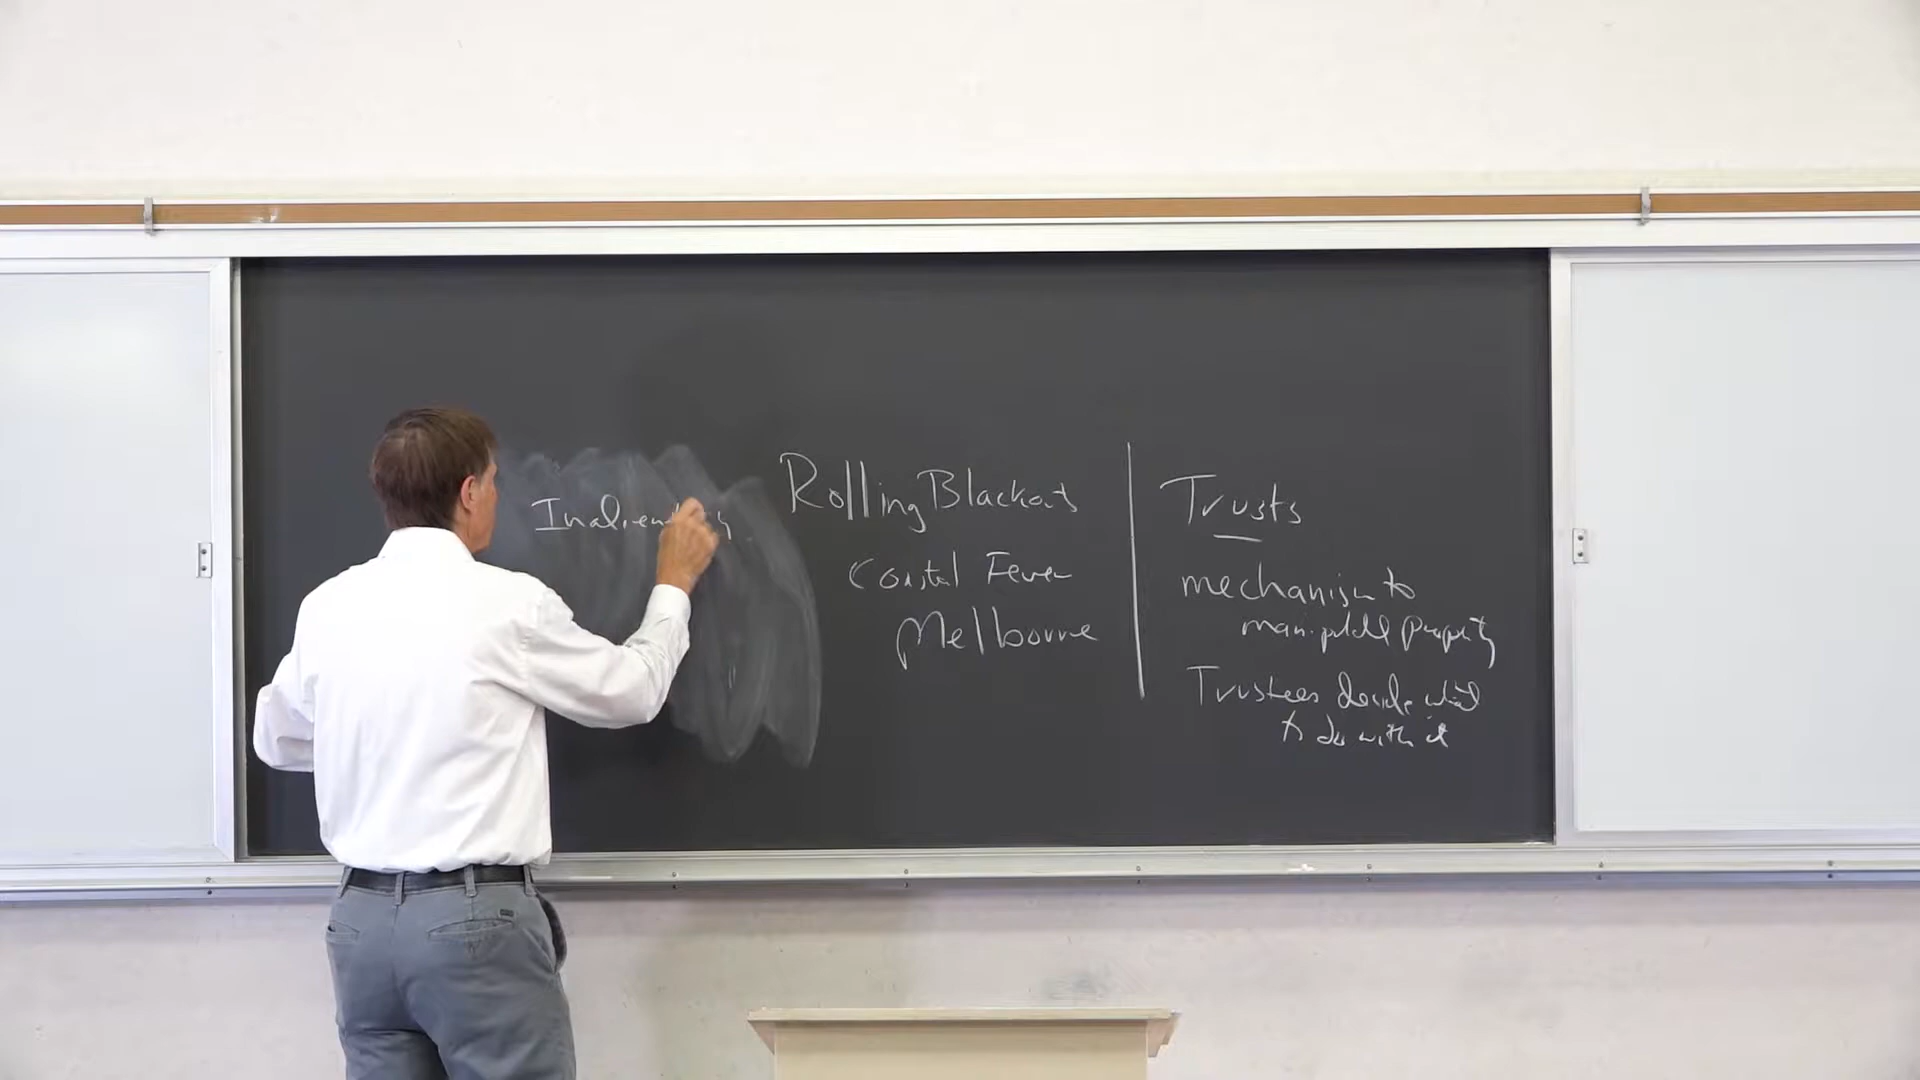 Rolling Blackouts
Coastal Fever
Melbourne
Trusts
mechanism to
manipulate property
Trustees decide what
to do with it